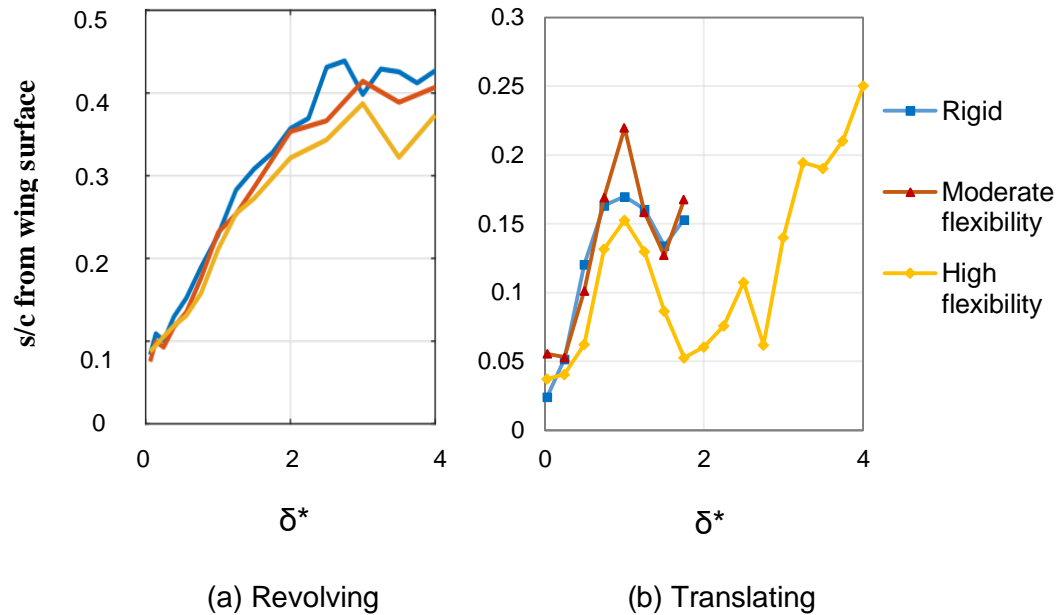 s/c from wing surface
0.5
0.4
0.3
0.2
0.1
0
0
2
4
δ*
(a) Revolving
0.3
0.25
0.2
0.15
0.1
0.05
0
0
2
4
δ*
(b) Translating
Rigid
Moderate
flexibility
High
flexibility